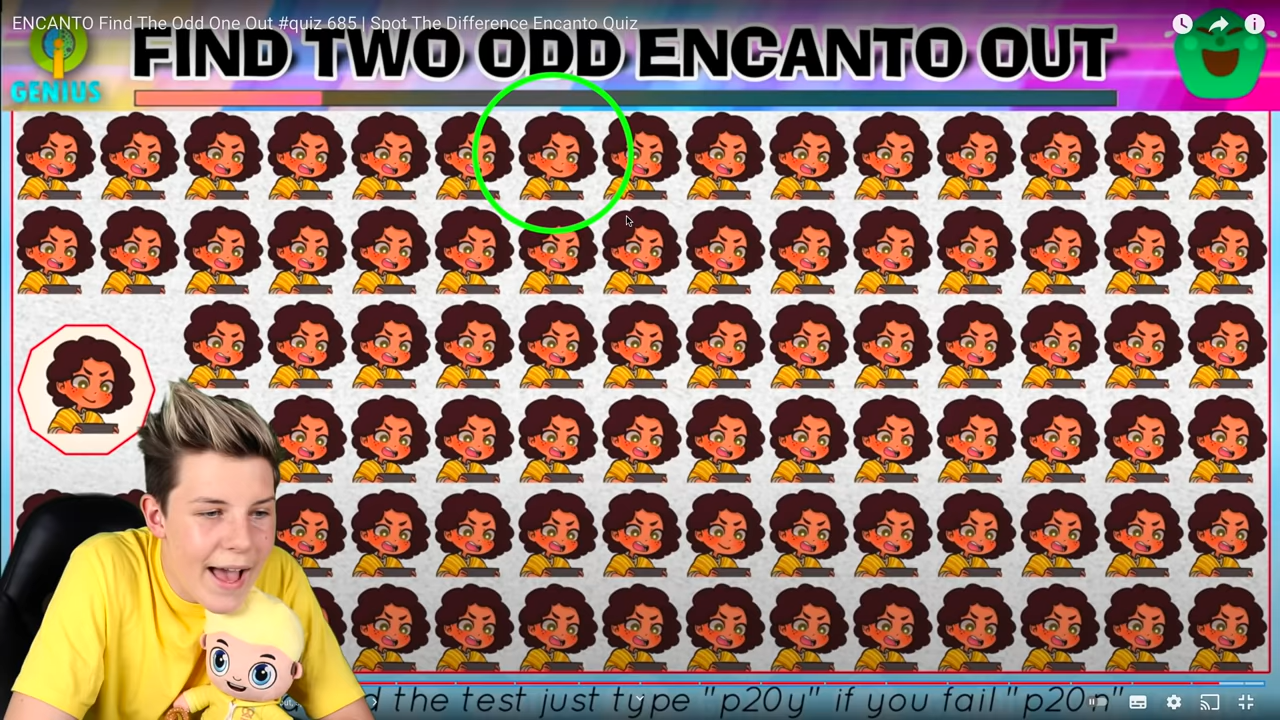 ENCANTO Find The Odd One Out #quiz 685 | Spot The Difference Encanto Quiz
FIND TWO ODD ENCANTO OUT
GENIUS
d the test just type "p20y" if you fail "p20n"